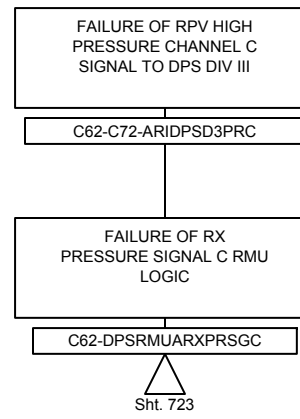 FAILURE OF RPV HIGH
PRESSURE CHANNEL C
SIGNAL TO DPS DIV III
C62-C72-ARIDPSD3PRC
FAILURE OF RX
PRESSURE SIGNAL C RMU
LOGIC
C62-DPSRMUARXPRSGC
Sht. 723